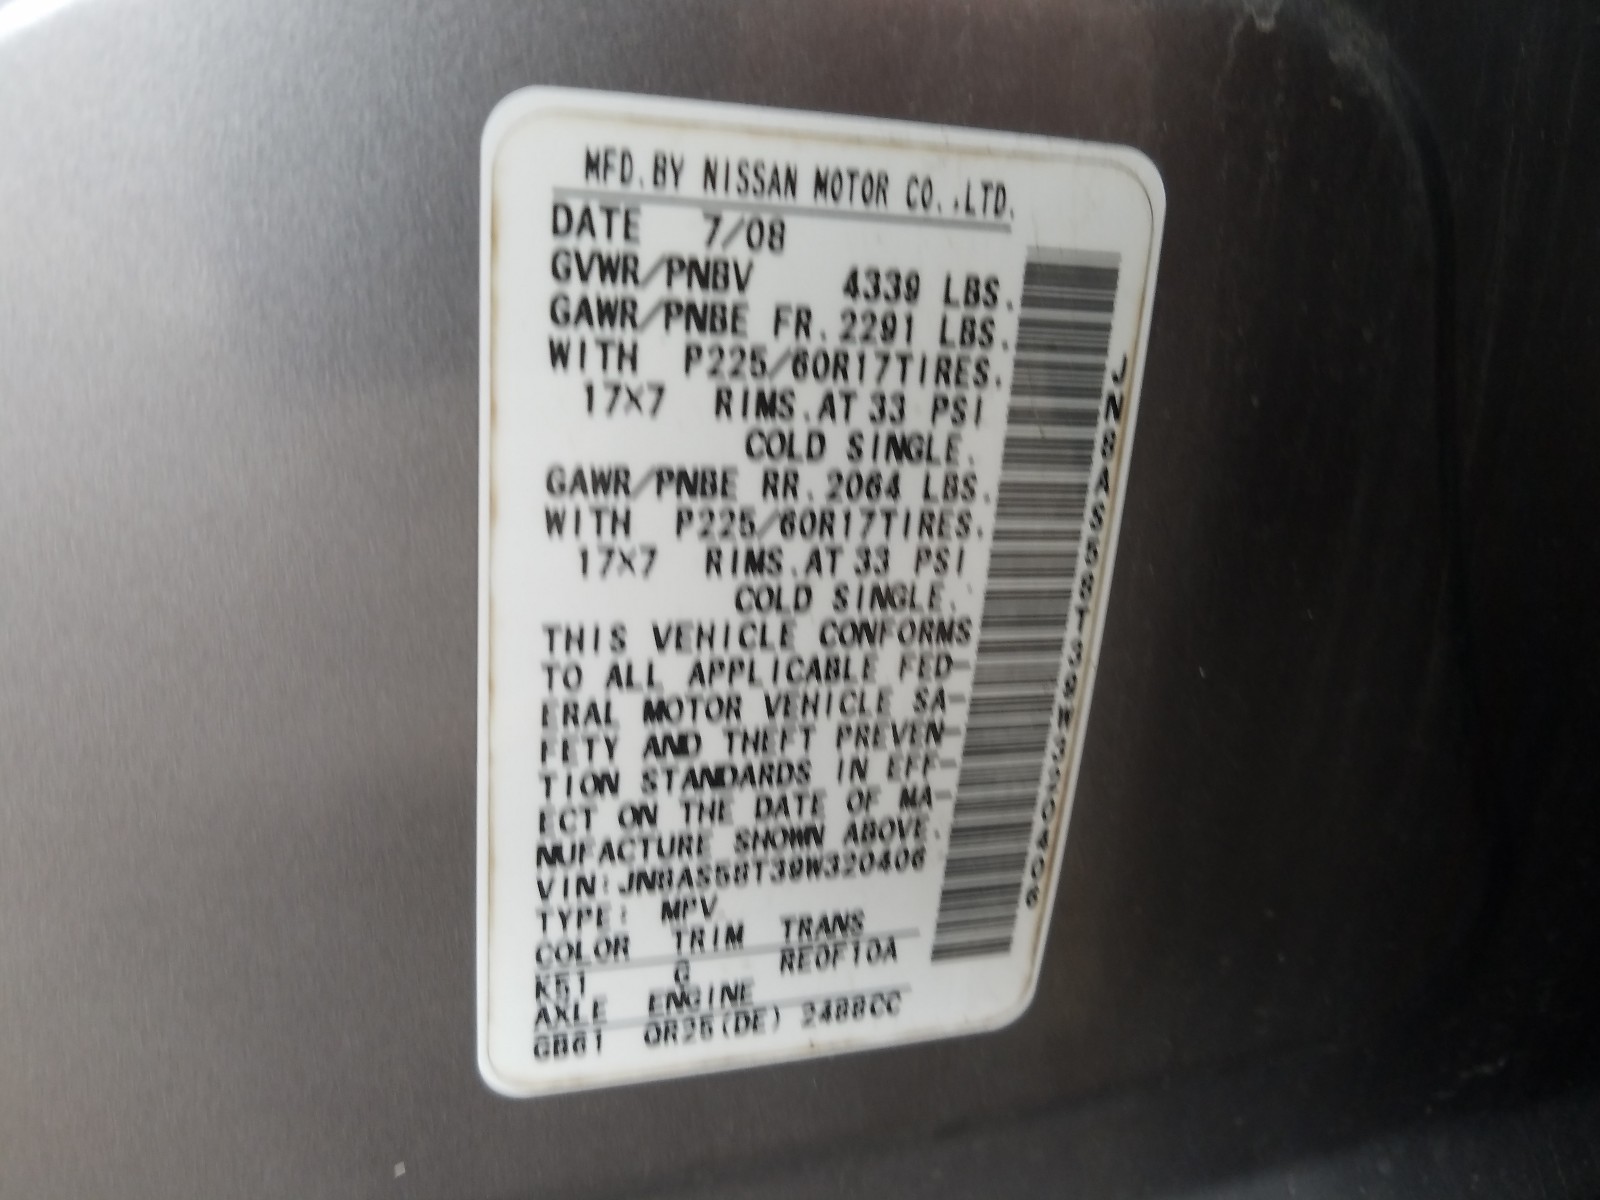 MFD.BY NISSAN MOTOR CO.,LTD.
DATE 7/08
GVWR/PNBV 4339 LBS.
GAWR/PNBE FR.2291 LBS.
WITH P225/60R17TIRES.
17X7 RIMS.AT 33 PSI
COLD SINGLE.
GAWR/PNBE RR.2064 LBS.
WITH P225/60R17TIRES.
17X7 RIMS.AT 33 PSI
COLD SINGLE.
THIS VEHICLE CONFORMS
TO ALL APPLICABLE FED-
ERAL MOTOR VEHICLE SA-
FETY AND THEFT PREVEN-
TION STANDARDS IN EFF-
ECT ON THE DATE OF MA-
NUFACTURE SHOWN ABOVE.
VIN:JN8AS58T39W320406
TYPE: MPV
COLOR TRIM TRANS
K51 G RE0F10A
AXLE ENGINE
GB61 QR25(DE) 2488CC
JN8AS58T39W320406